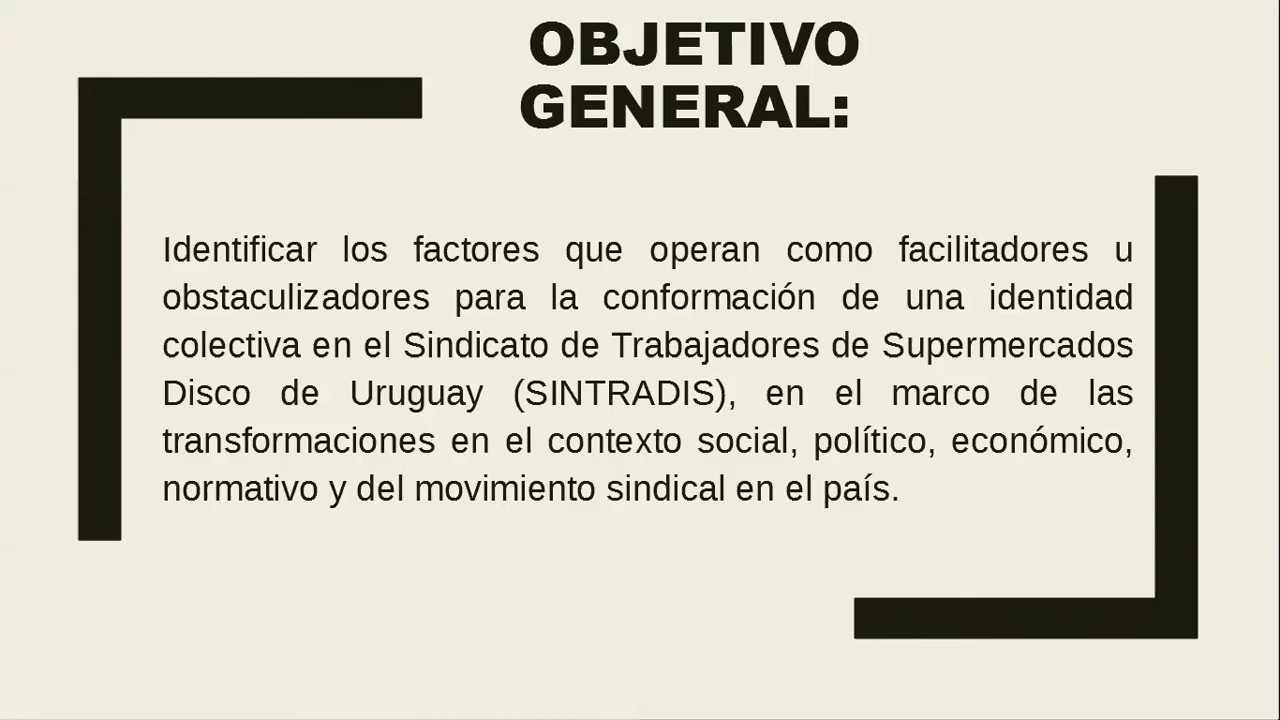 OBJETIVO
GENERAL:
Identificar los factores que operan como facilitadores u
obstaculizadores para la conformación de una identidad
colectiva en el Sindicato de Trabajadores de Supermercados
Disco de Uruguay (SINTRADIS), en el marco de las
transformaciones en el contexto social, político, económico,
normativo y del movimiento sindical en el país.